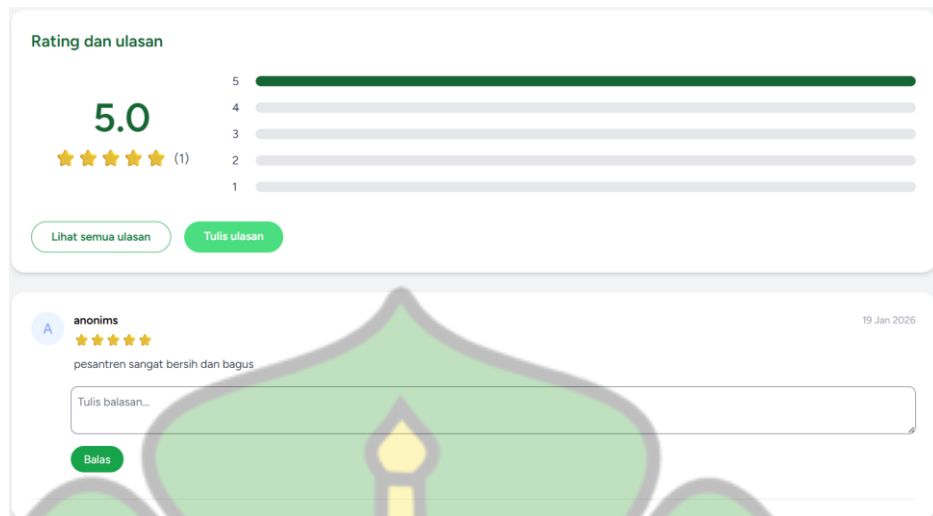 Rating dan ulasan
5
4
5.0
3
(1)
2
1
Lihat semua ulasan
Tulis ulasan
A
anonims
19 Jan 2026
pesantren sangat bersih dan bagus
Tulis balasan...
Balas